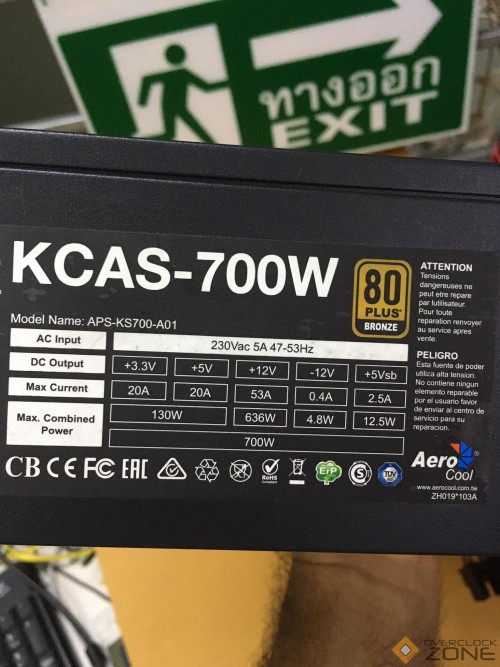 ทางออก
EXIT
KCAS-700W
80
PLUS
BRONZE
Model Name: APS-KS700-A01
AC Input 230Vac 5A 47-53Hz
DC Output +3.3V +5V +12V -12V +5Vsb
Max Current 20A 20A 53A 0.4A 2.5A
Max. Combined Power 130W 636W 4.8W 12.5W
700W
ATTENTION
Tensions
dangereuses ne
peut etre repare
par lutilisateur.
Pour toute
reparation renvoyer
au service apres
vente.
PELIGRO
Esta fuente de poder
utiliza alta tension.
No contiene ningun
elemento reparable
por el usuario favor
de enviar al centro de
servicio para su
reparacion.
CB CE FC EAC RoHS ErP S TUV
Aero
Cool
www.aerocool.com.tw
ZH019*103A
OVERCLOCK
ZONE